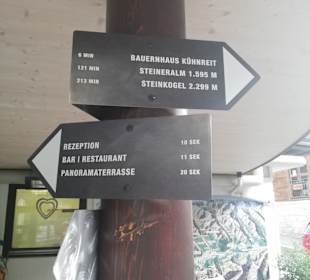 6 MIN BAUERNHAUS KÜHNREIT
121 MIN STEINERALM 1.595 M
213 MIN STEINKOGEL 2.299 M
REZEPTION 10 SEK
BAR | RESTAURANT 11 SEK
PANORAMATERRASSE 20 SEK